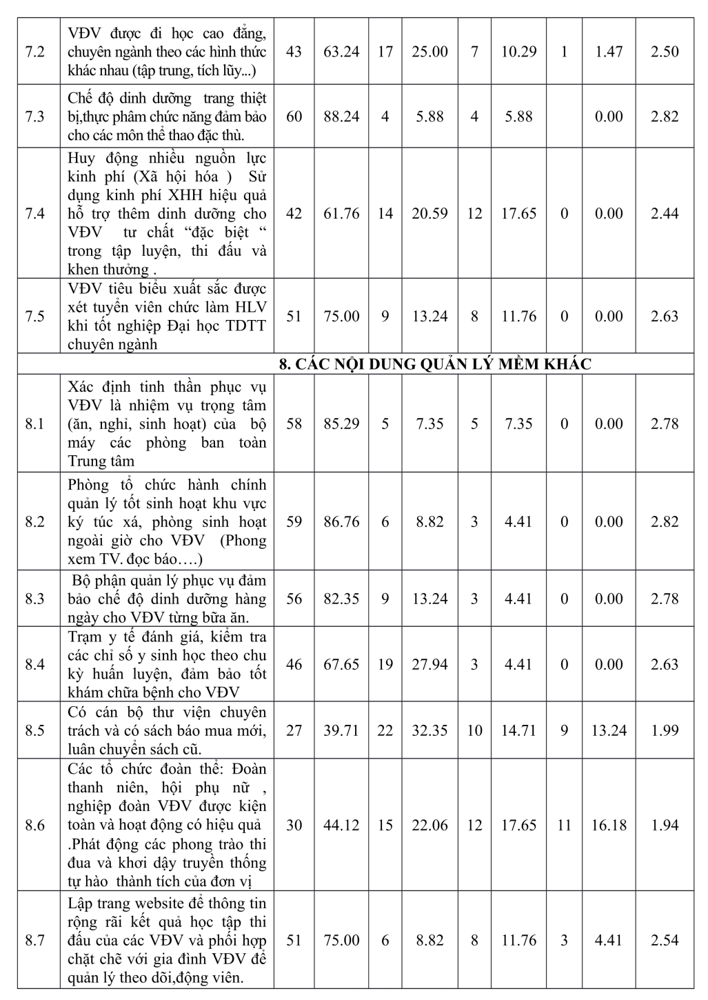 VĐV được đi học cao đẳng,
7.2 chuyên ngành theo các hình thức 43 63.24 17 25.00 7 10.29 1 1.47 2.50
khác nhau (tập trung, tích lũy...)
Chế độ dinh dưỡng trang thiệt
7.3 bị,thực phâm chức năng đảm bảo 60 88.24 4 5.88 4 5.88 0.00 2.82
cho các môn thể thao đặc thù.
Huy động nhiều nguồn lực
kinh phí (Xã hội hóa ) Sử
dụng kinh phí XHH hiệu quả
7.4 hỗ trợ thêm dinh dưỡng cho 42 61.76 14 20.59 12 17.65 0 0.00 2.44
VĐV tư chất “đặc biệt “
trong tập luyện, thi đấu và
khen thưởng .
VĐV tiêu biểu xuất sắc được
xét tuyển viên chức làm HLV
7.5 khi tốt nghiệp Đại học TDTT 51 75.00 9 13.24 8 11.76 0 0.00 2.63
chuyên ngành
8. CÁC NỘI DUNG QUẢN LÝ MỀM KHÁC
Xác định tinh thần phục vụ
VĐV là nhiệm vụ trọng tâm
8.1 (ăn, nghỉ, sinh hoạt) của bộ 58 85.29 5 7.35 5 7.35 0 0.00 2.78
máy các phòng ban toàn
Trung tâm
Phòng tổ chức hành chính
quản lý tốt sinh hoạt khu vực
8.2 ký túc xá, phòng sinh hoạt 59 86.76 6 8.82 3 4.41 0 0.00 2.82
ngoài giờ cho VĐV (Phong
xem TV. đọc báo….)
Bộ phận quản lý phục vụ đảm
8.3 bảo chế độ dinh dưỡng hàng 56 82.35 9 13.24 3 4.41 0 0.00 2.78
ngày cho VĐV từng bữa ăn.
Trạm y tế đánh giá, kiểm tra
các chỉ số y sinh học theo chu
8.4 kỳ huấn luyện, đảm bảo tốt 46 67.65 19 27.94 3 4.41 0 0.00 2.63
khám chữa bệnh cho VĐV
Có cán bộ thư viện chuyên
8.5 trách và có sách báo mua mới, 27 39.71 22 32.35 10 14.71 9 13.24 1.99
luân chuyển sách cũ.
Các tổ chức đoàn thể: Đoàn
thanh niên, hội phụ nữ ,
nghiệp đoàn VĐV được kiện
8.6 toàn và hoạt động có hiệu quả 30 44.12 15 22.06 12 17.65 11 16.18 1.94
.Phát động các phong trào thi
đua và khơi dậy truyền thống
tự hào thành tích của đơn vị
Lập trang website để thông tin
rộng rãi kết quả học tập thi
8.7 đấu của các VĐV và phối hợp 51 75.00 6 8.82 8 11.76 3 4.41 2.54
chặt chẽ với gia đình VĐV để
quản lý theo dõi,động viên.